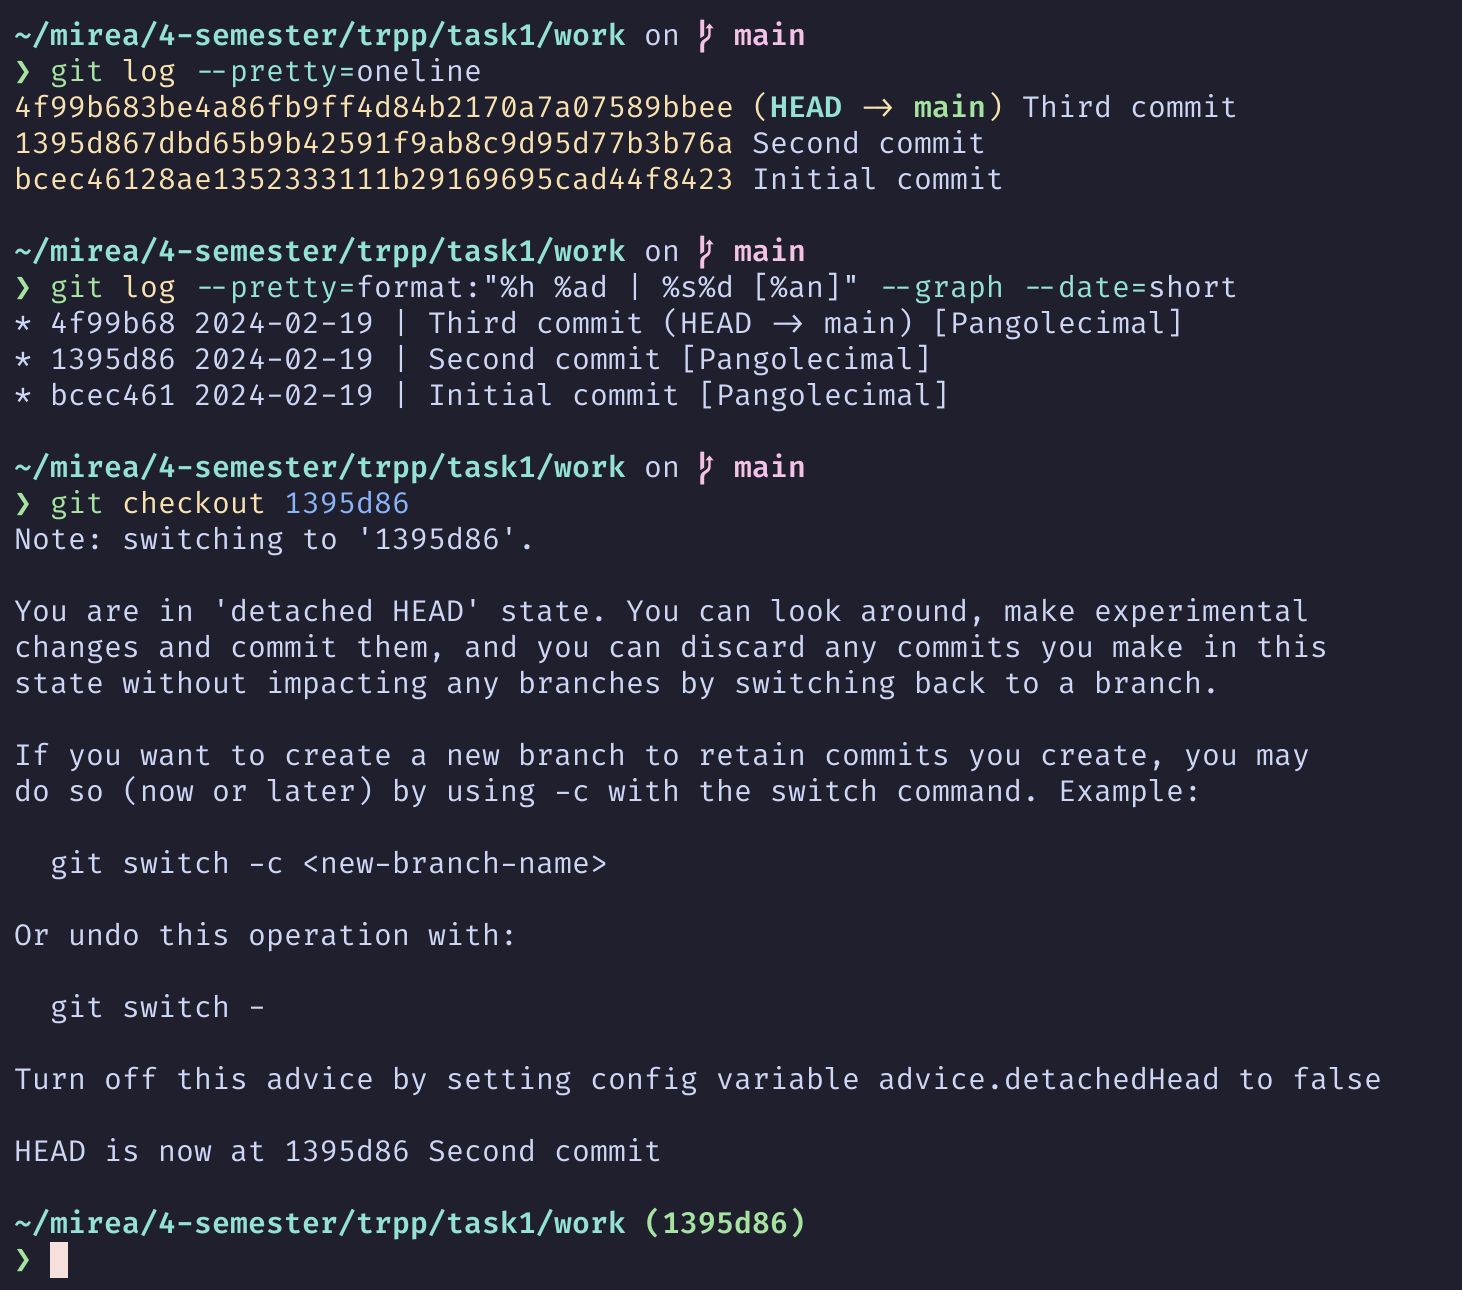 ~/mirea/4-semester/trpp/task1/work on main
❯ git log --pretty=oneline
4f99b683be4a86fb9ff4d84b2170a7a07589bbee (HEAD -> main) Third commit
1395d867dbd65b9b42591f9ab8c9d95d77b3b76a Second commit
bcec46128ae1352333111b29169695cad44f8423 Initial commit

~/mirea/4-semester/trpp/task1/work on main
❯ git log --pretty=format:"%h %ad | %s%d [%an]" --graph --date=short
* 4f99b68 2024-02-19 | Third commit (HEAD -> main) [Pangolecimal]
* 1395d86 2024-02-19 | Second commit [Pangolecimal]
* bcec461 2024-02-19 | Initial commit [Pangolecimal]

~/mirea/4-semester/trpp/task1/work on main
❯ git checkout 1395d86
Note: switching to '1395d86'.

You are in 'detached HEAD' state. You can look around, make experimental
changes and commit them, and you can discard any commits you make in this
state without impacting any branches by switching back to a branch.

If you want to create a new branch to retain commits you create, you may
do so (now or later) by using -c with the switch command. Example:

  git switch -c <new-branch-name>

Or undo this operation with:

  git switch -

Turn off this advice by setting config variable advice.detachedHead to false

HEAD is now at 1395d86 Second commit

~/mirea/4-semester/trpp/task1/work (1395d86)
❯